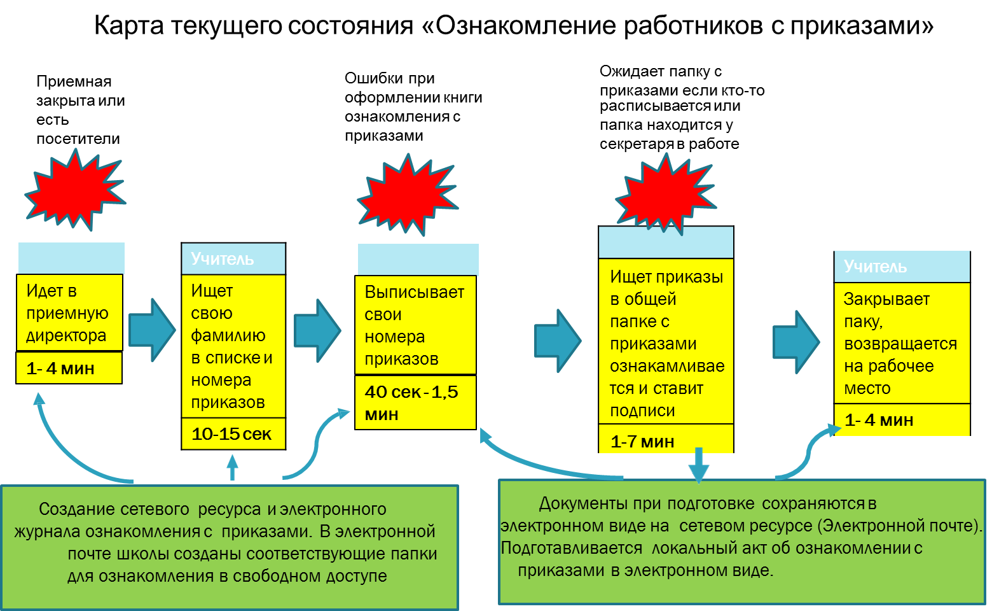 Карта текущего состояния «Ознакомление работников с приказами»
Приемная
закрыта или
есть
посетители
Ошибки при
оформлении книги
ознакомления с
приказами
Ожидает папку с
приказами если кто-то
расписывается или
папка находится у
секретаря в работе
Идет в
приемную
директора
1- 4 мин
Учитель
Ищет
свою
фамилию
в списке и
номера
приказов
10-15 сек
Выписывает
свои
номера
приказов
40 сек - 1,5
мин
Ищет приказы
в общей
папке с
приказами
ознакамливае
тся и ставит
подписи
1-7 мин
Учитель
Закрывает
паку,
возвращается
на рабочее
место
1- 4 мин
Создание сетевого ресурса и электронного
журнала ознакомления с приказами. В электронной
почте школы созданы соответствующие папки
для ознакомления в свободном доступе
Документы при подготовке сохраняются в
электронном виде на сетевом ресурсе (Электронной почте).
Подготавливается локальный акт об ознакомлении с
приказами в электронном виде.